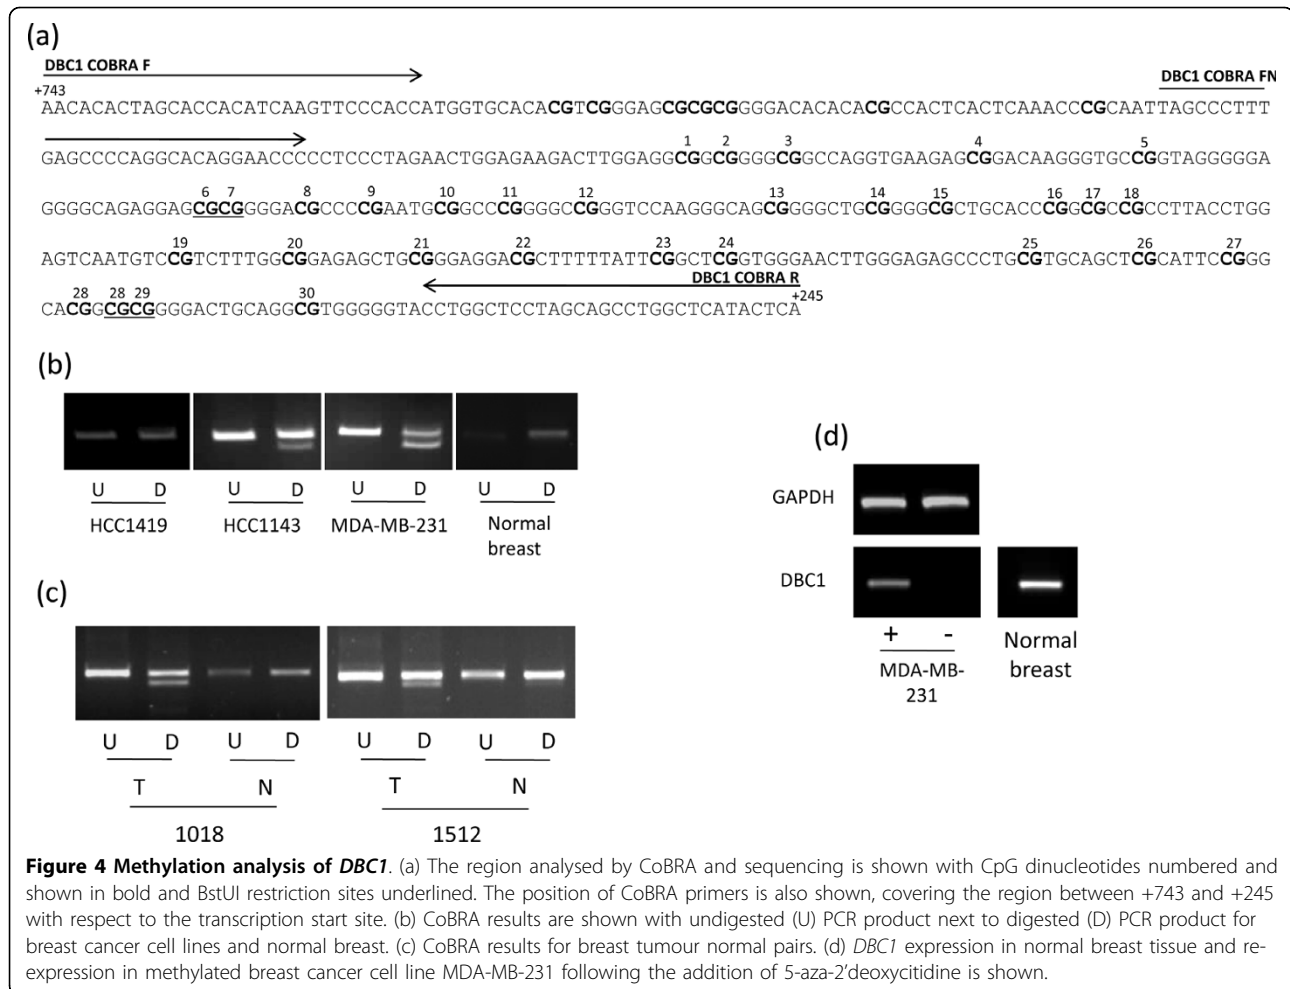 (a)
DBC1 COBRA F
DBC1 COBRA FN
+743
AACACACTAGCACCACATCAAGTTCCCACCATGGTGCACACGTCGGGAGCGCGCGGGGACACACACGCCACTCACTCAAACCCGCAATTAGCCCTTT
1 2 3 4 5
GAGCCCCAGGCACAGGAACCCCCTCCCTAGAACTGGAGAAGACTTGGAGGCGGCGGGGCGGCCAGGTGAAGAGCGGACAAGGGTGCCGGTAGGGGGA
6 7 8 9 10 11 12 13 14 15 16 17 18
GGGGCAGAGGAGCGCGGGGACGCCCCGAATGCGGCCCGGGGCCGGGTCCAAGGGCAGCGGGGCTGCGGGGCGCTGCACCCGGCGCCGCCTTACCTGG
19 20 21 22 23 24 25 26 27
AGTCAATGTCCGTCTTTGGCGGAGAGCTGCGGGAGGACGCTTTTTATTCGGCTCGGTGGGAACTTGGGAGAGCCCTGCGTGCAGCTCGCATTCCGGG
28 28 29 30 DBC1 COBRA R
+245
CACGGCGCGGGGACTGCAGGCGTGGGGGTACCTGGCTCCTAGCAGCCTGGCTCATACTCA
(b)
U D U D U D U D
HCC1419 HCC1143 MDA-MB-231 Normal
breast
(c)
U D U D U D U D
T N T N
1018 1512
(d)
GAPDH
DBC1
+ -
MDA-MB-
231
Normal
breast
Figure 4 Methylation analysis of DBC1. (a) The region analysed by CoBRA and sequencing is shown with CpG dinucleotides numbered and
shown in bold and BstUI restriction sites underlined. The position of CoBRA primers is also shown, covering the region between +743 and +245
with respect to the transcription start site. (b) CoBRA results are shown with undigested (U) PCR product next to digested (D) PCR product for
breast cancer cell lines and normal breast. (c) CoBRA results for breast tumour normal pairs. (d) DBC1 expression in normal breast tissue and re-
expression in methylated breast cancer cell line MDA-MB-231 following the addition of 5-aza-2'deoxycitidine is shown.